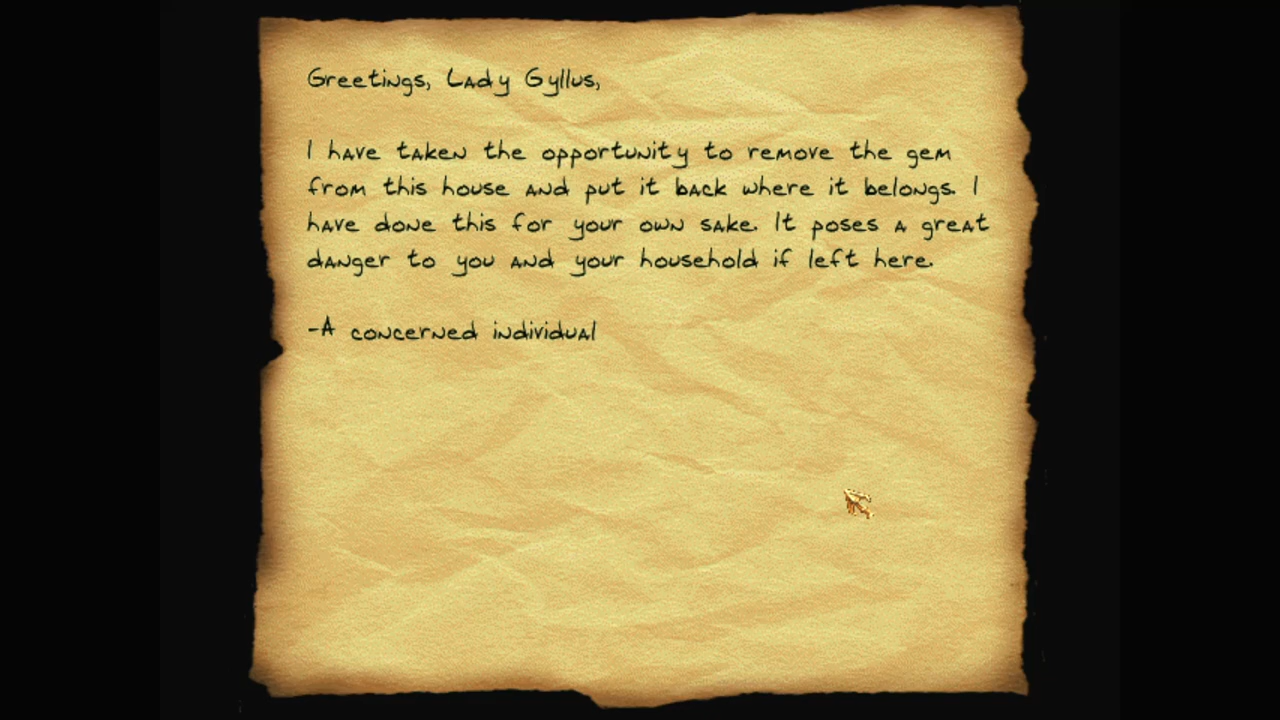 Greetings, Lady Gyllus,
I have taken the opportunity to remove the gem
from this house and put it back where it belongs. I
have done this for your own sake. It poses a great
danger to you and your household if left here.
-A concerned individual